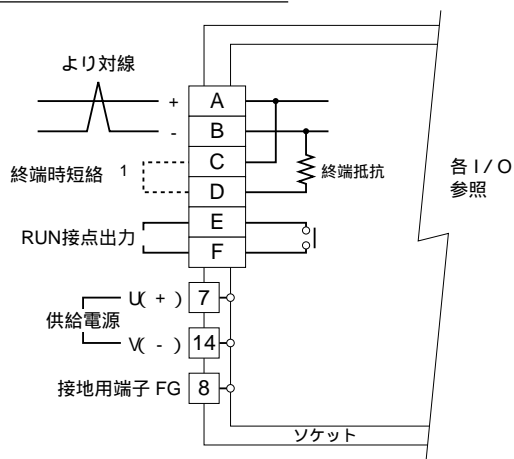 より対線
+ A
- B
終端時短絡 1 C
D
終端抵抗
RUN接点出力 E
F
各I/O
参照
U( + ) 7
供給電源
V( - ) 14
接地用端子 FG 8
ソケット